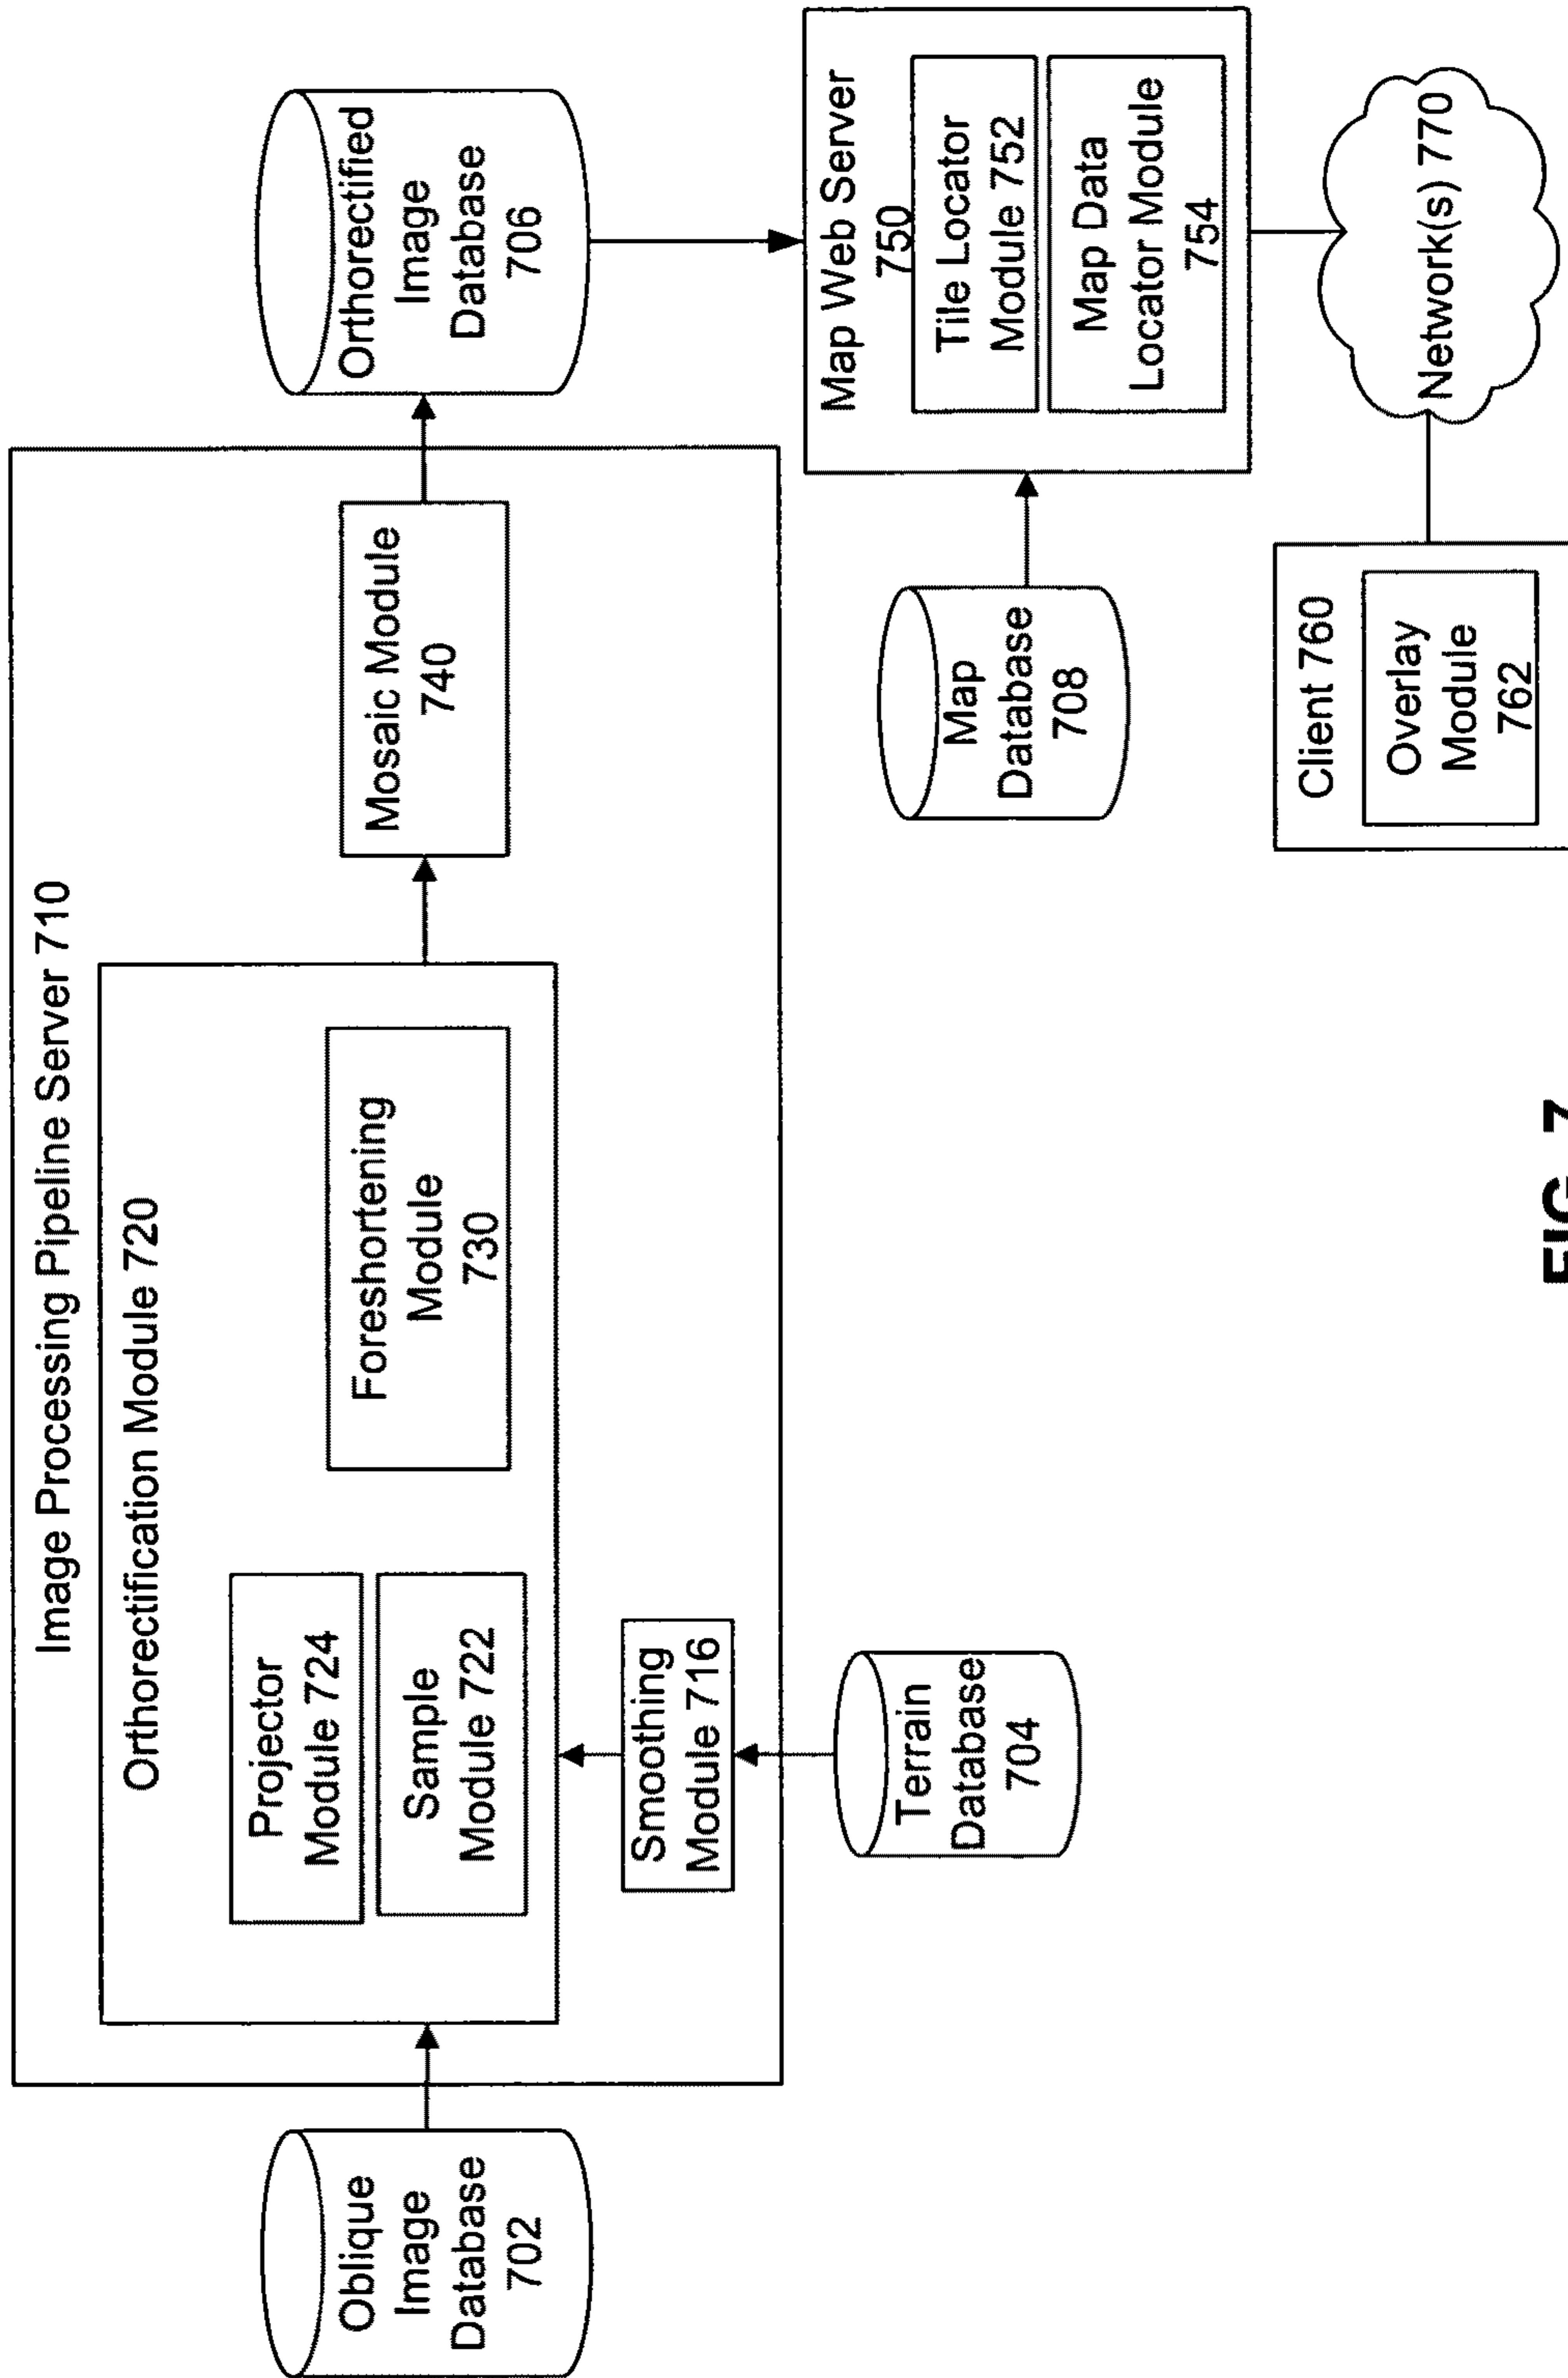 Image Processing Pipeline Server 710
Orthorectification Module 720
Projector
Module 724
Sample
Module 722
Foreshortening
Module
730
Smoothing
Module 716
Mosaic Module
740
Oblique
Image
Database
702
Terrain
Database
704
Orthorectified
Image
Database
706
Map
Database
708
Map Web Server
750
Tile Locator
Module 752
Map Data
Locator Module
754
Client 760
Overlay
Module
762
Network(s) 770
FIG. 7